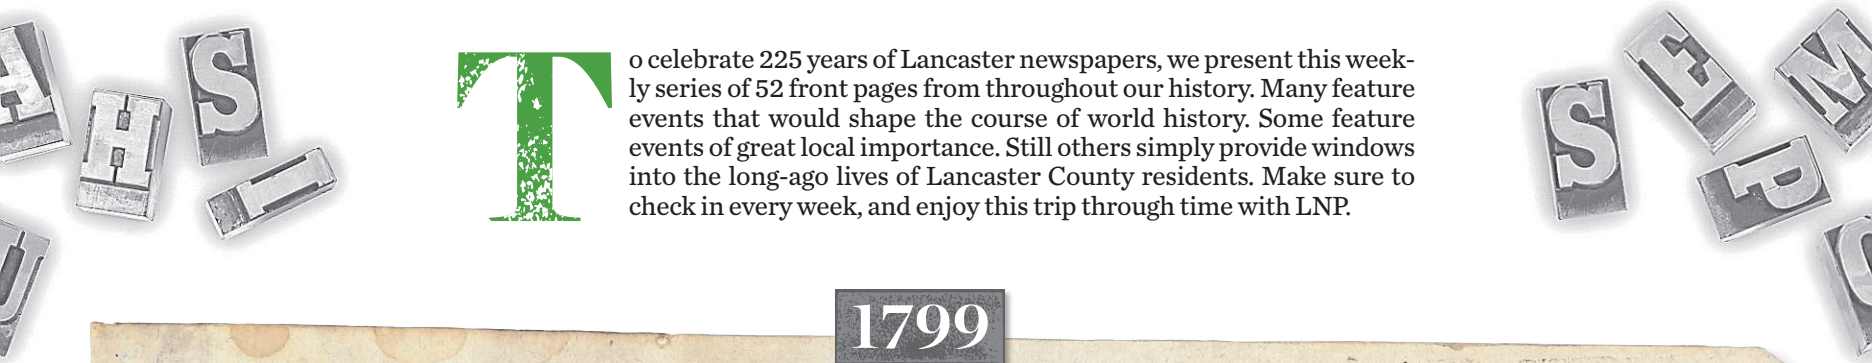 To celebrate 225 years of Lancaster newspapers, we present this week-
ly series of 52 front pages from throughout our history. Many feature
events that would shape the course of world history. Some feature
events of great local importance. Still others simply provide windows
into the long-ago lives of Lancaster County residents. Make sure to
check in every week, and enjoy this trip through time with LNP.
A
H
S
I
U
S
E
M
P
1799